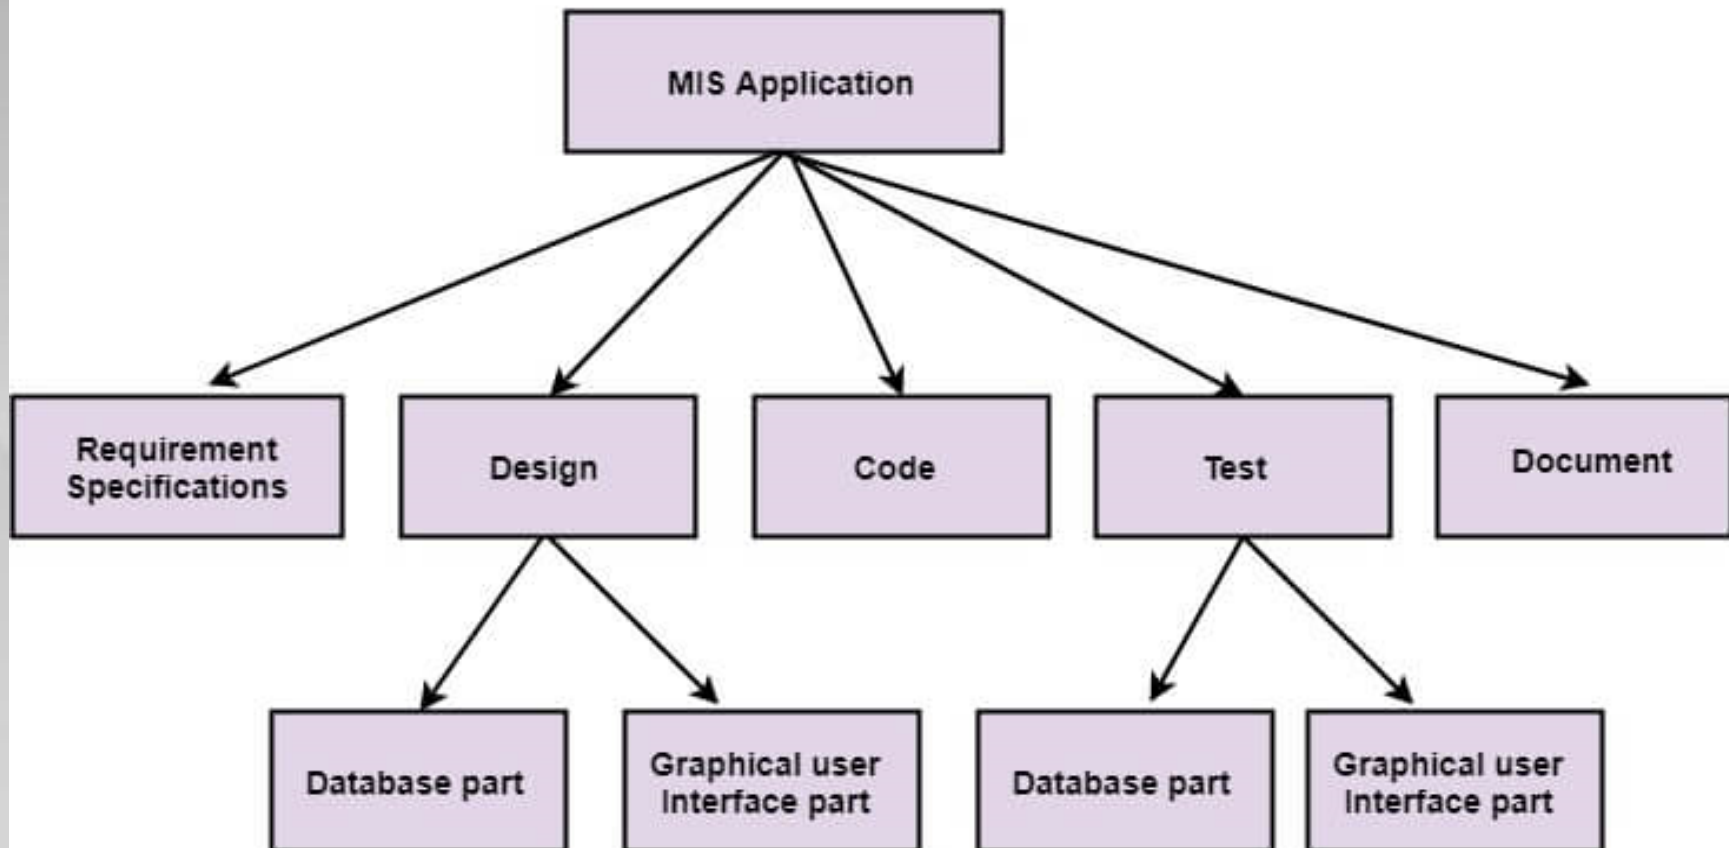 MIS Application
Requirement
Specifications
Design
Code
Test
Document
Database part
Graphical user
Interface part
Database part
Graphical user
Interface part